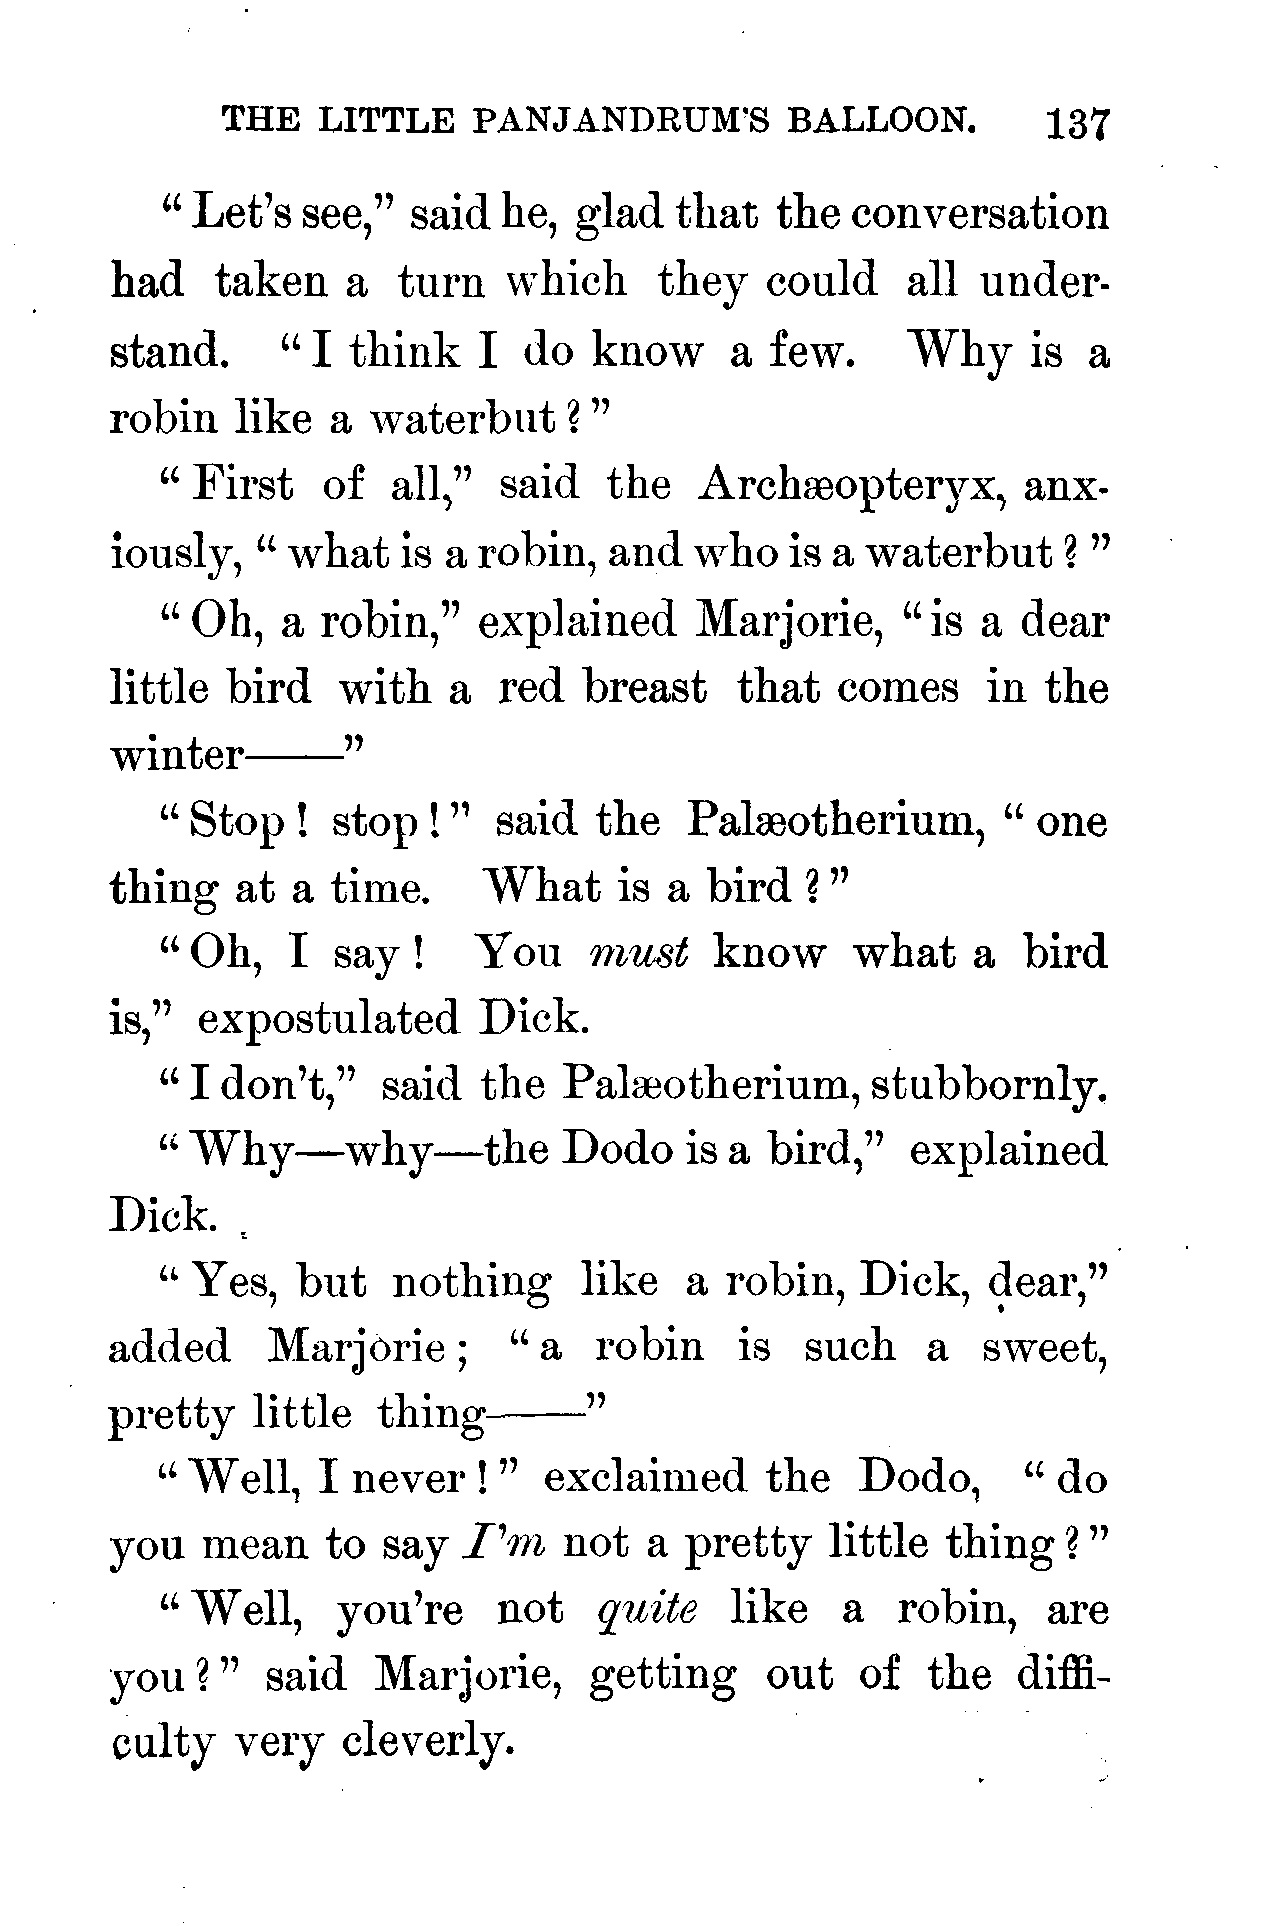 THE LITTLE PANJANDRUM'S BALLOON. 137
“Let's see,” said he, glad that the conversation
had taken a turn which they could all under-
stand. “I think I do know a few. Why is a
robin like a waterbut?”
“First of all,” said the Archæopteryx, anx-
iously, “what is a robin, and who is a waterbut?”
“Oh, a robin,” explained Marjorie, “is a dear
little bird with a red breast that comes in the
winter——”
“Stop! stop!” said the Palæotherium, “one
thing at a time. What is a bird?”
“Oh, I say! You must know what a bird
is,” expostulated Dick.
“I don't,” said the Palæotherium, stubbornly.
“Why—why—the Dodo is a bird,” explained
Dick.
“Yes, but nothing like a robin, Dick, dear,”
added Marjorie; “a robin is such a sweet,
pretty little thing——”
“Well, I never!” exclaimed the Dodo, “do
you mean to say I'm not a pretty little thing?”
“Well, you're not quite like a robin, are
you?” said Marjorie, getting out of the diffi-
culty very cleverly.